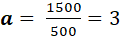 a = 1500/500 = 3